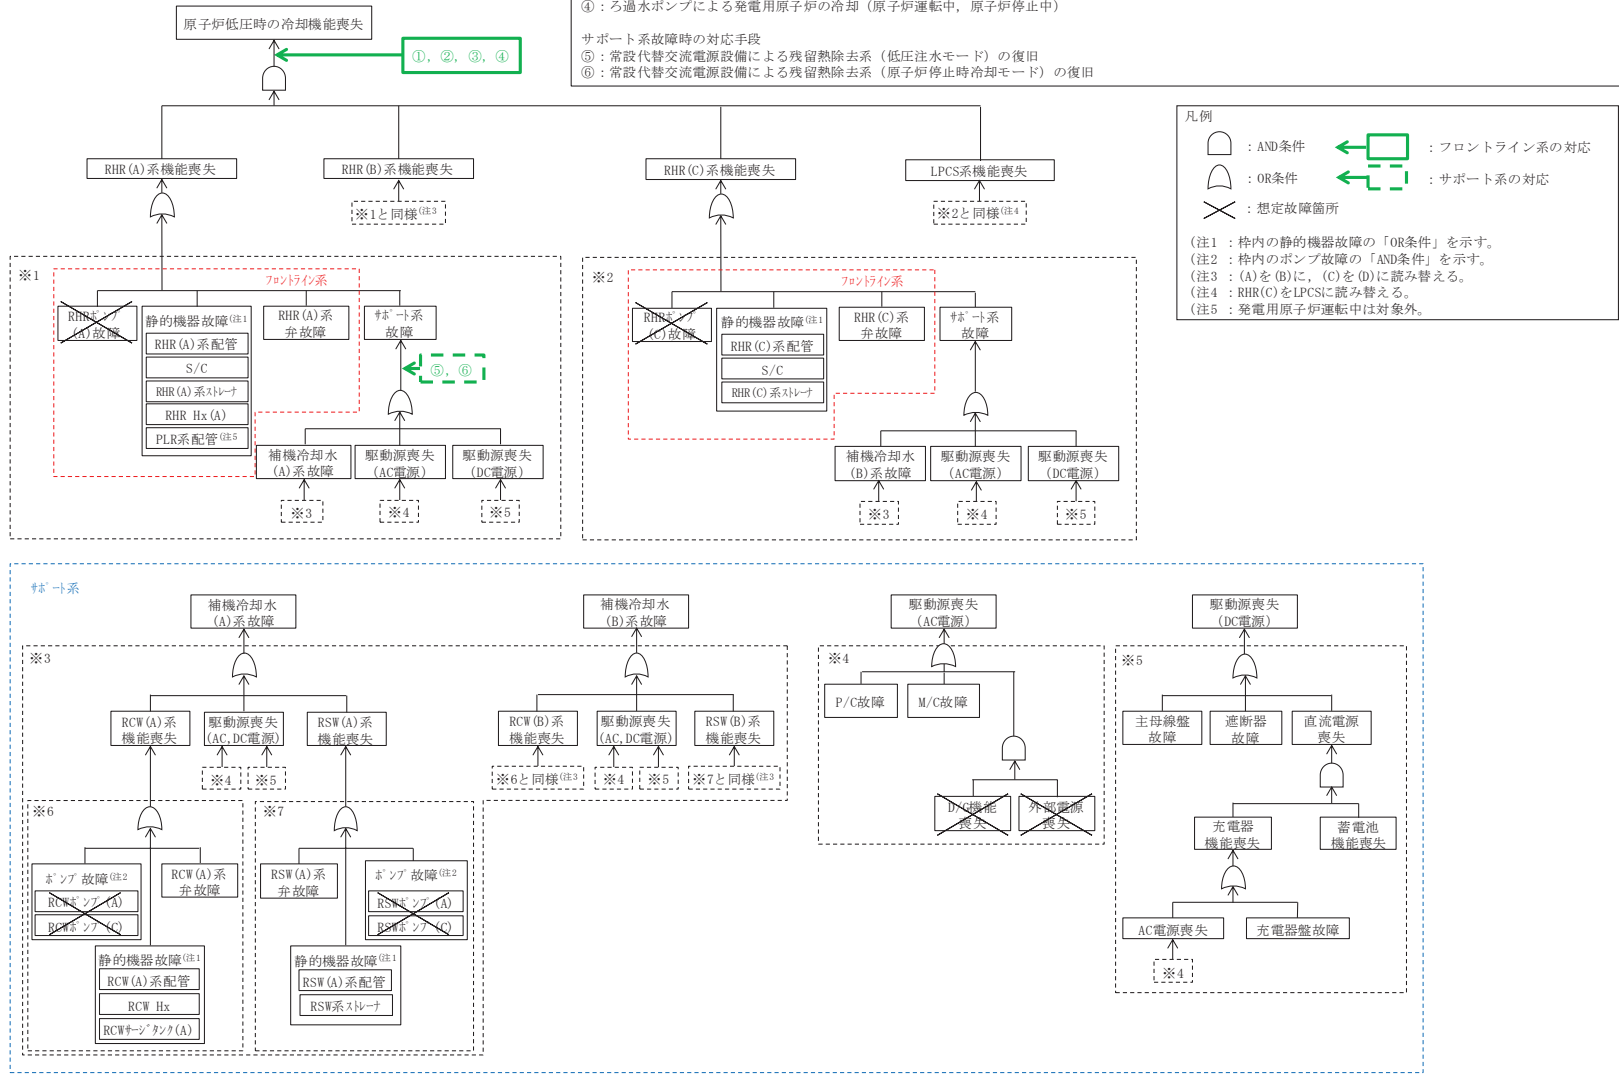 ④：ろ過水ポンプによる発電用原子炉の冷却（原子炉運転中，原子炉停止中）
サポート系故障時の対応手段
⑤：常設代替交流電源設備による残留熱除去系（低圧注水モード）の復旧
⑥：常設代替交流電源設備による残留熱除去系（原子炉停止時冷却モード）の復旧
原子炉低圧時の冷却機能喪失
①，②，③，④
凡例
：AND条件
：フロントライン系の対応
：OR条件
：サポート系の対応
：想定故障箇所
（注1：枠内の静的機器故障の「OR条件」を示す。
（注2：枠内のポンプ故障の「AND条件」を示す。
（注3：(A)を(B)に，(C)を(D)に読み替える。
（注4：RHR(C)をLPCSに読み替える。
（注5：発電用原子炉運転中は対象外。
RHR(A)系機能喪失
RHR(B)系機能喪失
RHR(C)系機能喪失
LPCS系機能喪失
※1と同様(注3
※2と同様(注4
※1
フロントライン系
RHRポンプ
(A)故障
静的機器故障(注1
RHR(A)系配管
S/C
RHR(A)系ストレーナ
RHR Hx(A)
PLR系配管(注5
RHR(A)系
弁故障
サポート系
故障
⑤，⑥
補機冷却水
(A)系故障
駆動源喪失
(AC電源)
駆動源喪失
(DC電源)
※3
※4
※5
※2
フロントライン系
RHRポンプ
(C)故障
静的機器故障(注1
RHR(C)系配管
S/C
RHR(C)系ストレーナ
RHR(C)系
弁故障
サポート系
故障
補機冷却水
(B)系故障
駆動源喪失
(AC電源)
駆動源喪失
(DC電源)
※3
※4
※5
サポート系
補機冷却水
(A)系故障
補機冷却水
(B)系故障
駆動源喪失
(AC電源)
駆動源喪失
(DC電源)
※3
RCW(A)系
機能喪失
駆動源喪失
(AC,DC電源)
RSW(A)系
機能喪失
※4
※5
RCW(B)系
機能喪失
駆動源喪失
(AC,DC電源)
RSW(B)系
機能喪失
※6と同様(注3
※4
※5
※7と同様(注3
※6
ポンプ故障(注2
RCWポンプ(A)
RCWポンプ(C)
RCW(A)系
弁故障
静的機器故障(注1
RCW(A)系配管
RCW Hx
RCWサージタンク(A)
※7
RSW(A)系
弁故障
ポンプ故障(注2
RSWポンプ(A)
RSWポンプ(C)
静的機器故障(注1
RSW(A)系配管
RSW系ストレーナ
※4
P/C故障
M/C故障
D/G機能
喪失
外部電源
喪失
※5
主母線盤
故障
遮断器
故障
直流電源
喪失
充電器
機能喪失
蓄電池
機能喪失
AC電源喪失
充電器盤故障
※4